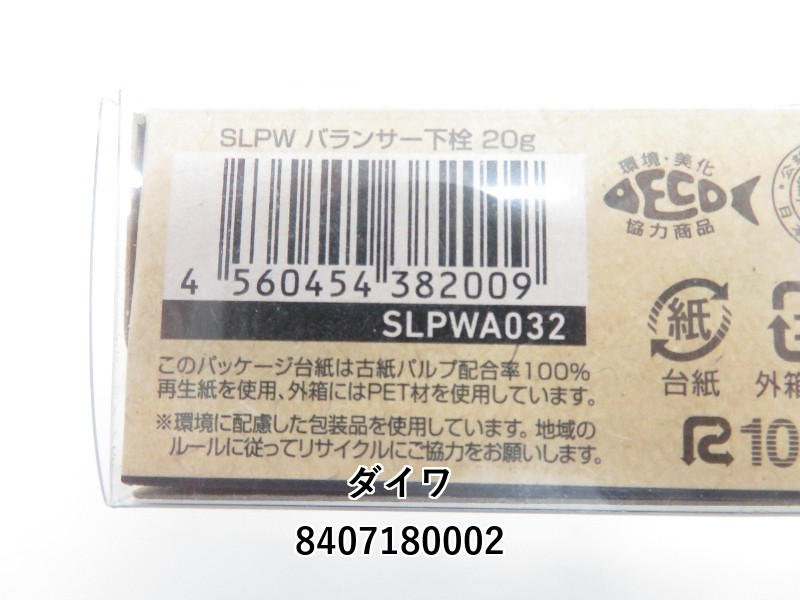 SLPW バランサー下栓 20g
4 560454 382009
SLPWA032
このパッケージ台紙は古紙パルプ配合率100%
再生紙を使用、外箱にはPET材を使用しています。
※環境に配慮した包装品を使用しています。地域の
ルールに従ってリサイクルにご協力をお願いします。
環境・美化
ECO
協力商品
紙
台紙
外箱
R10
ダイワ
8407180002